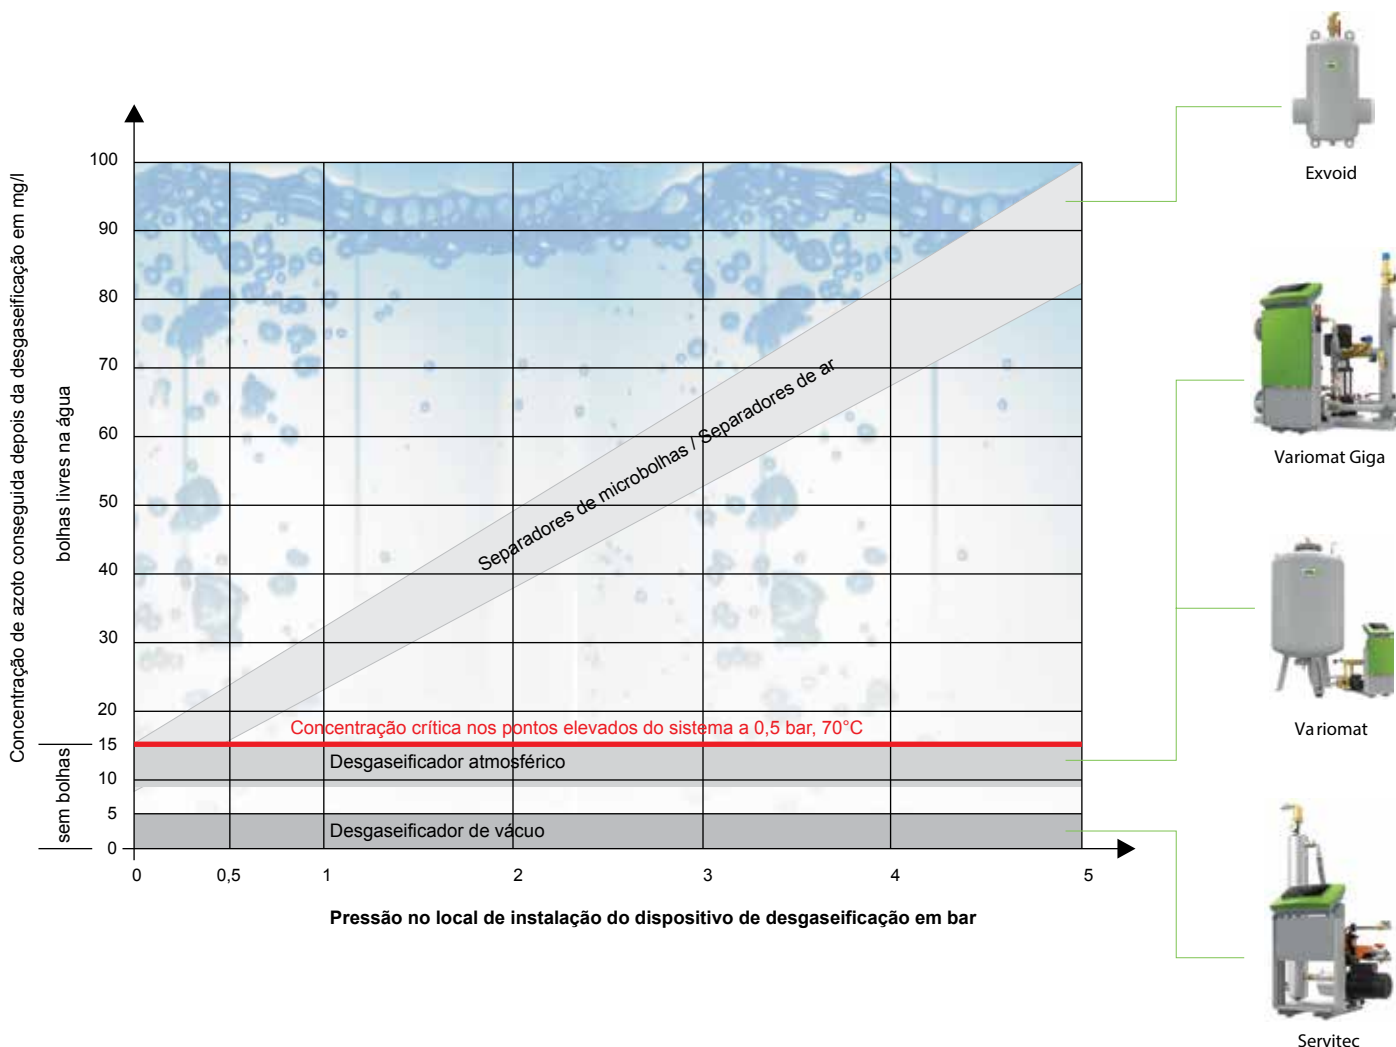 Concentração de azoto conseguida depois da desgaseificação em mg/l
bolhas livres na água
sem bolhas
100
90
80
70
60
50
40
30
20
15
10
5
0
Separadores de microbolhas / Separadores de ar
Concentração crítica nos pontos elevados do sistema a 0,5 bar, 70°C
Desgaseificador atmosférico
Desgaseificador de vácuo
0 0,5 1 2 3 4 5
Pressão no local de instalação do dispositivo de desgaseificação em bar
Exvoid
Variomat Giga
Variomat
Servitec